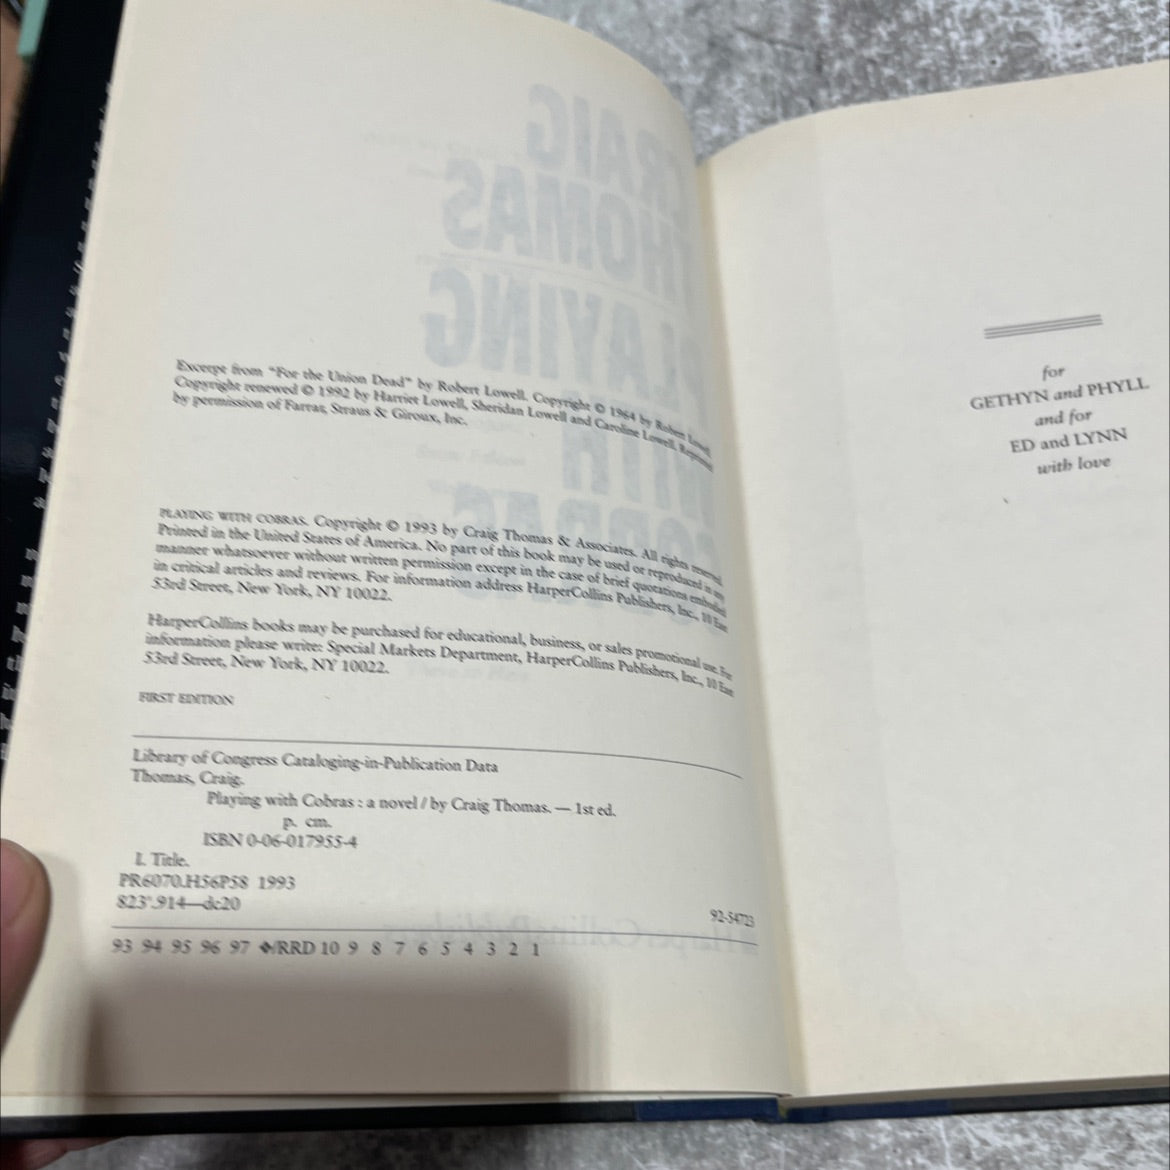 Excerpt from "For the Union Dead" by Robert Lowell. Copyright © 1964 by Robert Lowell.
Copyright renewed © 1992 by Harriet Lowell, Sheridan Lowell and Caroline Lowell. Reprinted
by permission of Farrar, Straus & Giroux, Inc.
PLAYING WITH COBRAS. Copyright © 1993 by Craig Thomas & Associates. All rights reserved.
Printed in the United States of America. No part of this book may be used or reproduced in any
manner whatsoever without written permission except in the case of brief quotations embodied
in critical articles and reviews. For information address HarperCollins Publishers, Inc., 10 East
53rd Street, New York, NY 10022.
HarperCollins books may be purchased for educational, business, or sales promotional use. For
information please write: Special Markets Department, HarperCollins Publishers, Inc., 10 East
53rd Street, New York, NY 10022.
FIRST EDITION
Library of Congress Cataloging-in-Publication Data
Thomas, Craig.
Playing with Cobras : a novel / by Craig Thomas. — 1st ed.
p. cm.
ISBN 0-06-017955-4
I. Title.
PR6070.H56P58 1993
823'.914—dc20
92-54723
93 94 95 96 97 ❖/RRD 10 9 8 7 6 5 4 3 2 1
for
GETHYN and PHYLL
and for
ED and LYNN
with love